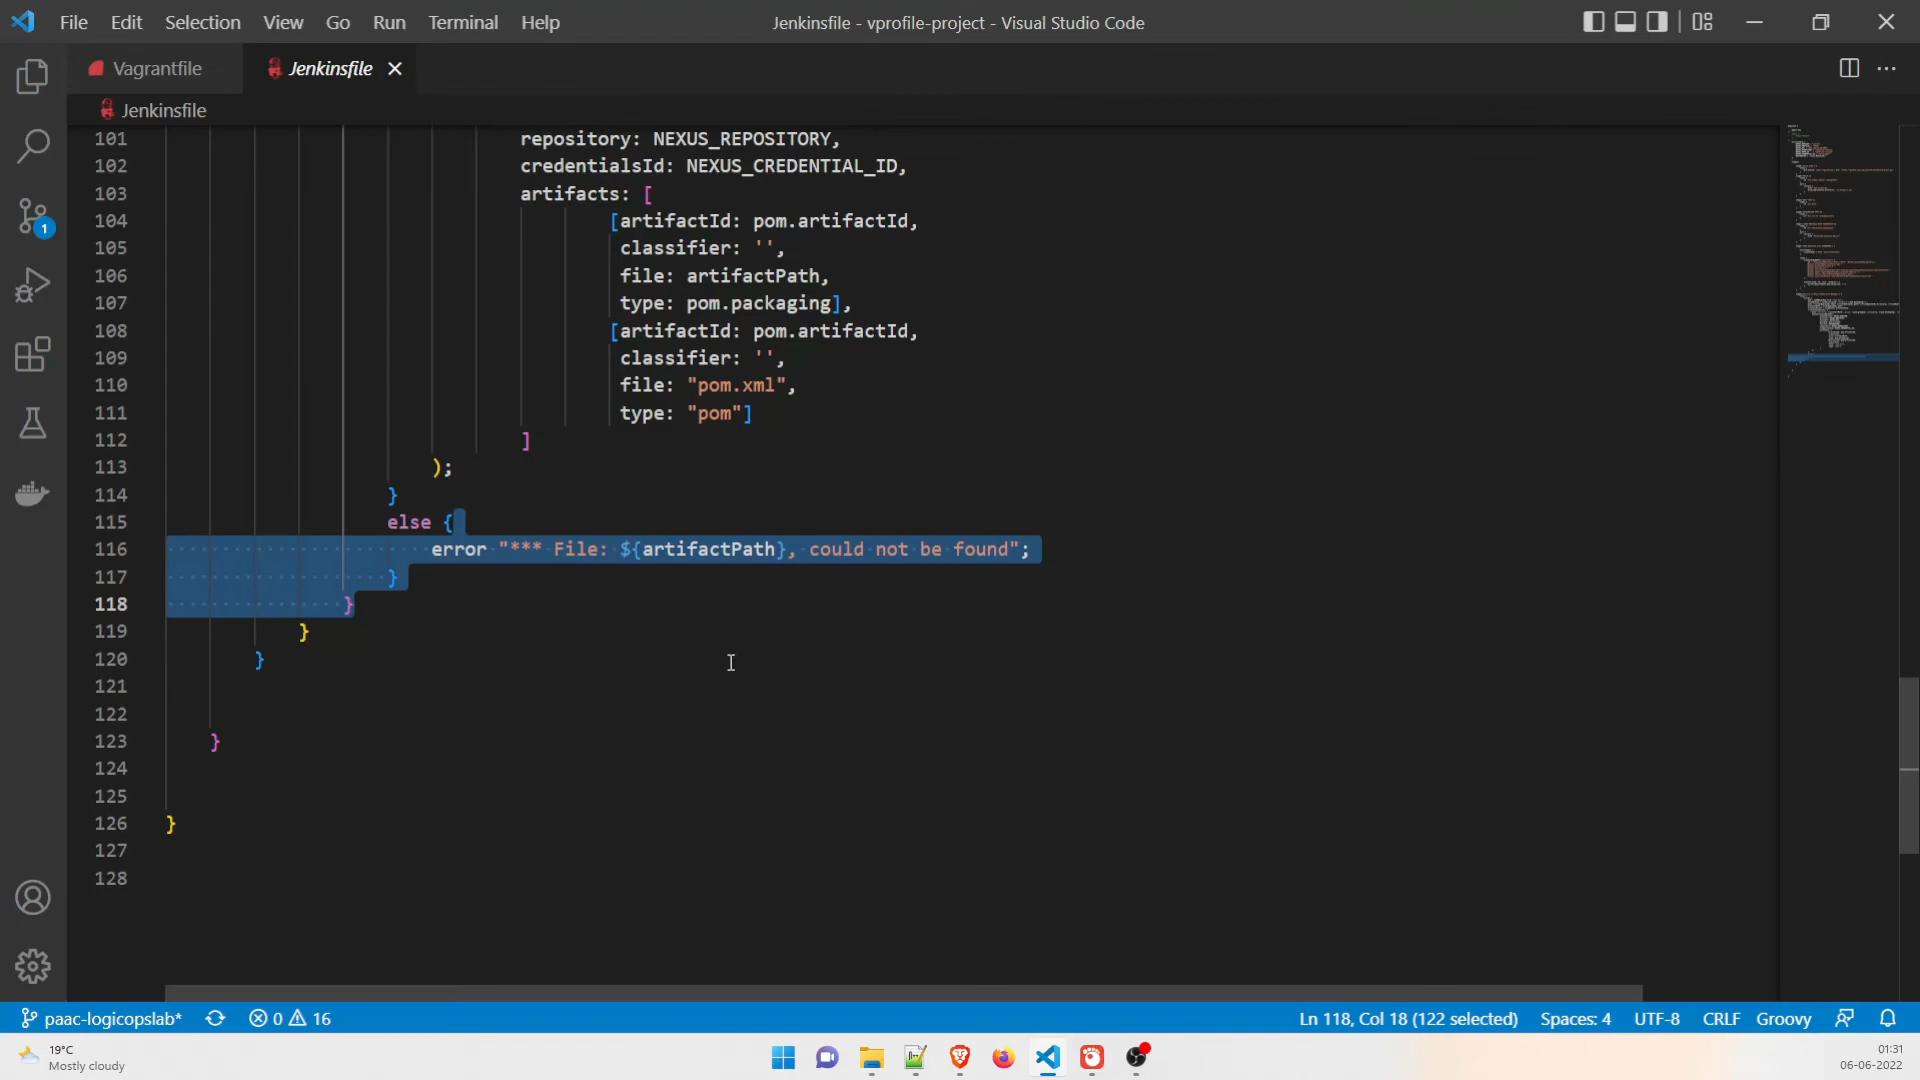 File Edit Selection View Go Run Terminal Help
Jenkinsfile - vprofile-project - Visual Studio Code
Vagrantfile
Jenkinsfile
Jenkinsfile
101 repository: NEXUS_REPOSITORY,
102 credentialsId: NEXUS_CREDENTIAL_ID,
103 artifacts: [
104 [artifactId: pom.artifactId,
105 classifier: '',
106 file: artifactPath,
107 type: pom.packaging],
108 [artifactId: pom.artifactId,
109 classifier: '',
110 file: "pom.xml",
111 type: "pom"]
112 ]
113 );
114 }
115 else {
116 error "*** File: ${artifactPath}, could not be found";
117 }
118 }
119 }
120 }
121
122
123 }
124
125
126 }
127
128
1
paac-logicopslab* 0 16
Ln 118, Col 18 (122 selected) Spaces: 4 UTF-8 CRLF Groovy
19°C
Mostly cloudy
01:31
06-06-2022